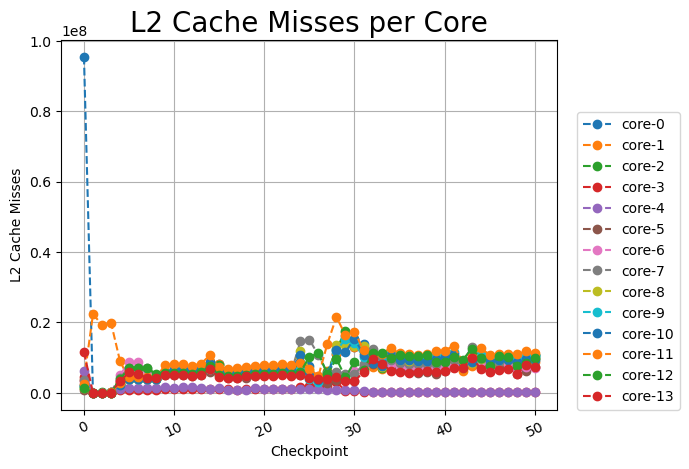 L2 Cache Misses per Core
1e8
1.0
0.8
0.6
0.4
0.2
0.0
L2 Cache Misses
0
10
20
30
40
50
Checkpoint
core-0
core-1
core-2
core-3
core-4
core-5
core-6
core-7
core-8
core-9
core-10
core-11
core-12
core-13